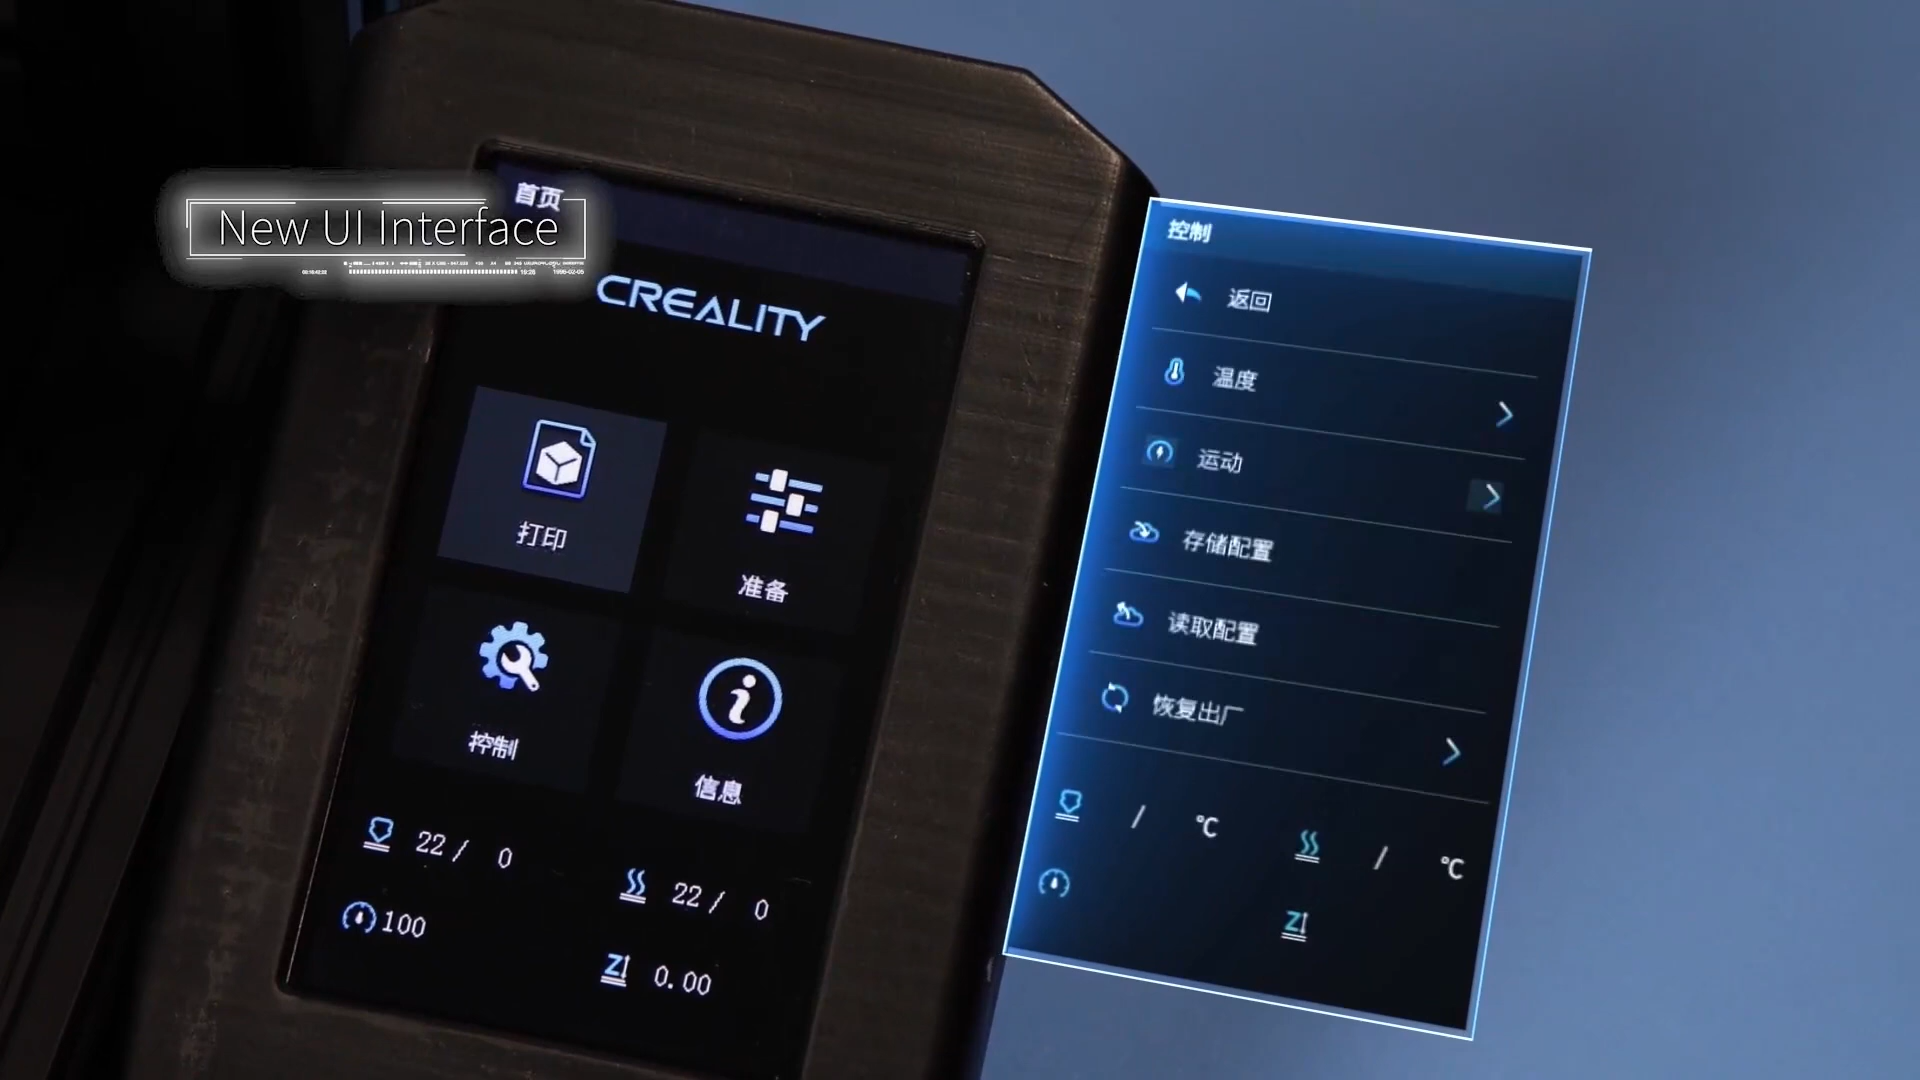 首页
New UI Interface
CREALITY
打印
准备
控制
信息
22 / 0
22 / 0
100
Z 0.00
控制
返回
温度
运动
存储配置
读取配置
恢复出厂
/ °C
/ °C
Z